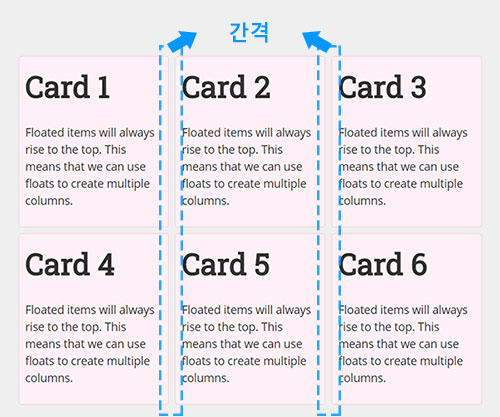 간격
Card 1
Floated items will always
rise to the top. This
means that we can use
floats to create multiple
columns.
Card 2
Floated items will always
rise to the top. This
means that we can use
floats to create multiple
columns.
Card 3
Floated items will always
rise to the top. This
means that we can use
floats to create multiple
columns.
Card 4
Floated items will always
rise to the top. This
means that we can use
floats to create multiple
columns.
Card 5
Floated items will always
rise to the top. This
means that we can use
floats to create multiple
columns.
Card 6
Floated items will always
rise to the top. This
means that we can use
floats to create multiple
columns.